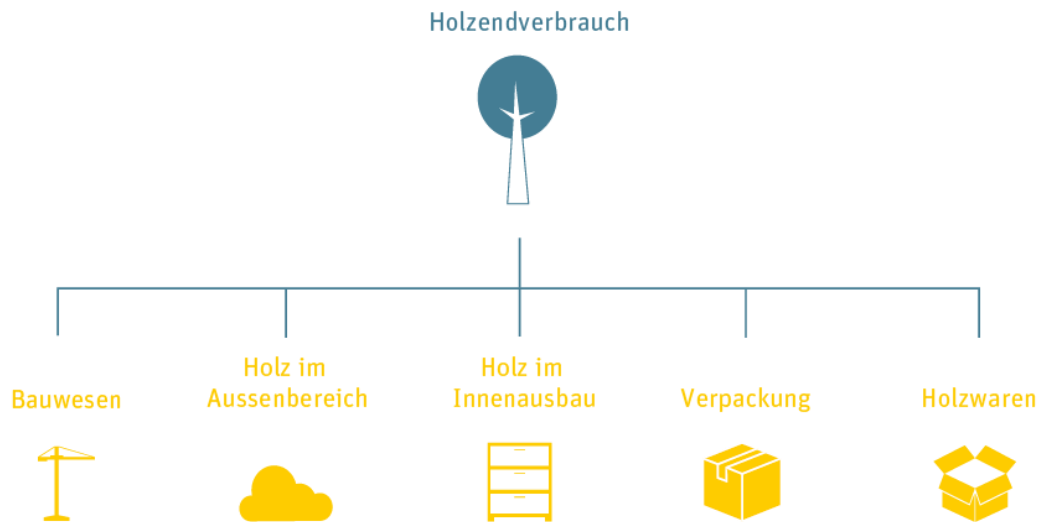 Holzendverbrauch
Bauwesen
Holz im
Aussenbereich
Holz im
Innenausbau
Verpackung
Holzwaren